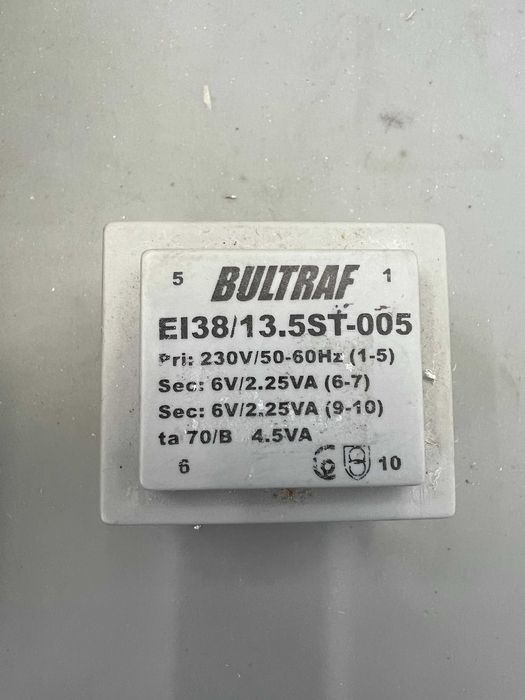 5 BULTRAF 1
EI38/13.5ST-005
Pri: 230V/50-60Hz (1-5)
Sec: 6V/2.25VA (6-7)
Sec: 6V/2.25VA (9-10)
ta 70/B 4.5VA
6 10